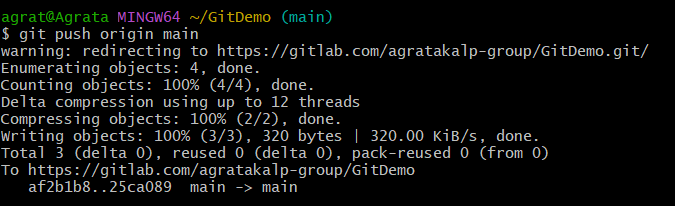 agrat@Agrata MINGW64 ~/GitDemo (main)
$ git push origin main
warning: redirecting to https://gitlab.com/agratakalp-group/GitDemo.git/
Enumerating objects: 4, done.
Counting objects: 100% (4/4), done.
Delta compression using up to 12 threads
Compressing objects: 100% (2/2), done.
Writing objects: 100% (3/3), 320 bytes | 320.00 KiB/s, done.
Total 3 (delta 0), reused 0 (delta 0), pack-reused 0 (from 0)
To https://gitlab.com/agratakalp-group/GitDemo
   af2b1b8..25ca089  main -> main